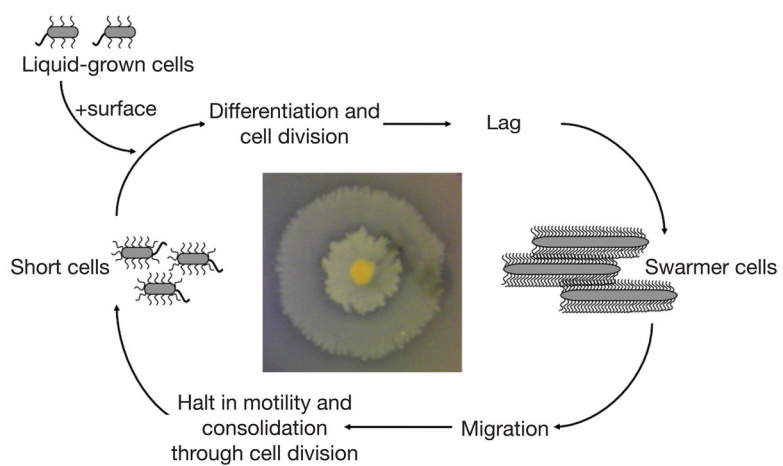 Liquid-grown cells
+surface
Differentiation and
cell division
Lag
Short cells
Swarmer cells
Halt in motility and
consolidation
through cell division
Migration